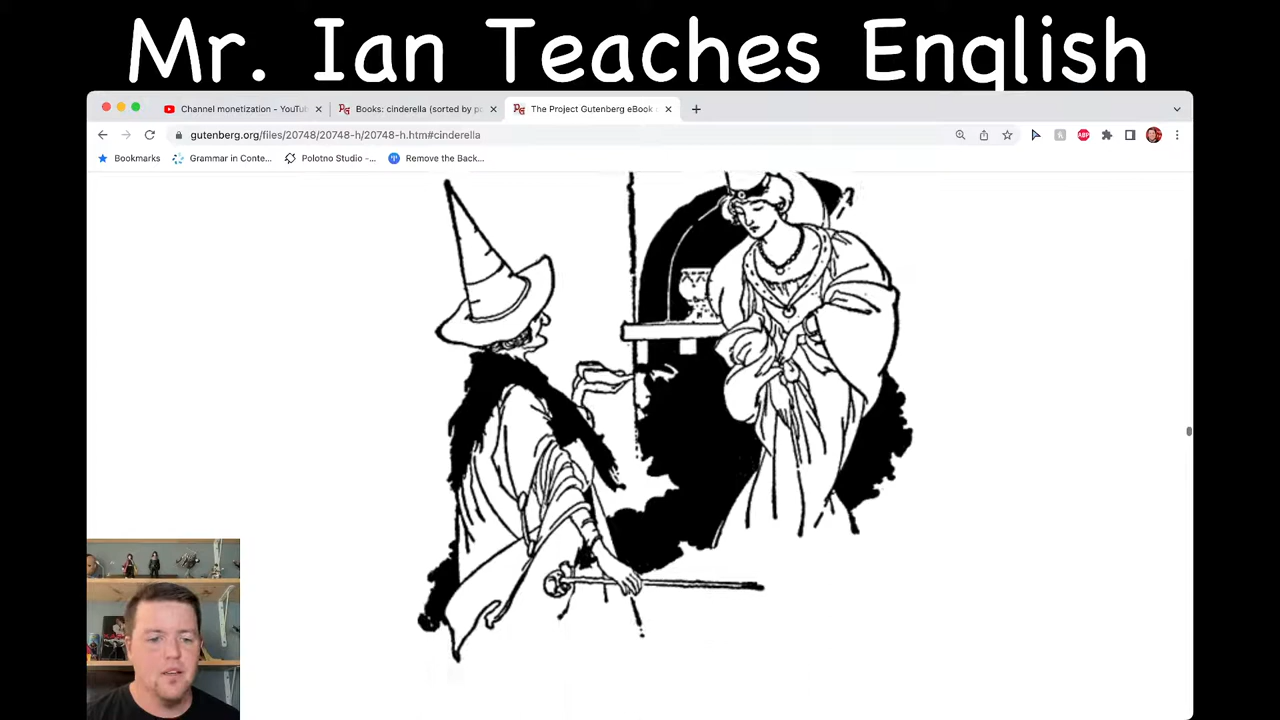 Mr. Ian Teaches English
Channel monetization - YouTu
Books: cinderella (sorted by p
The Project Gutenberg eBook
gutenberg.org/files/20748/20748-h/20748-h.htm#cinderella
Bookmarks
Grammar in Conte...
Polotno Studio -...
Remove the Back...